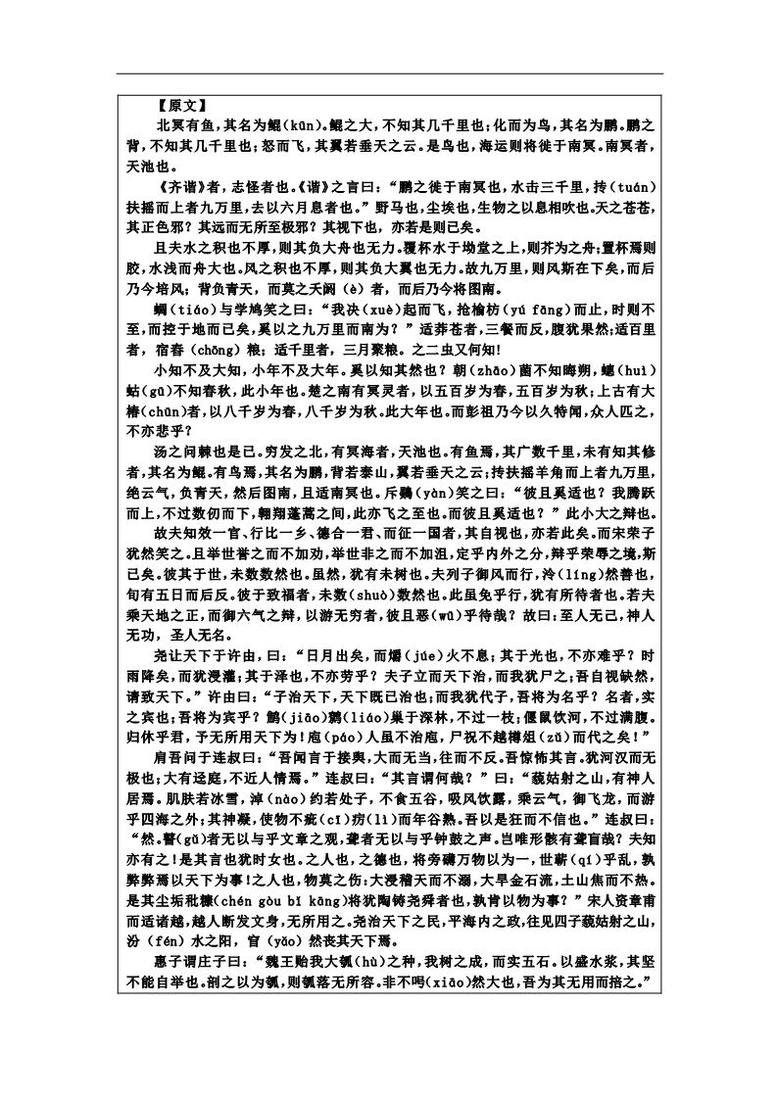 【原文】
北冥有鱼,其名为鲲(kūn)。鲲之大,不知其几千里也;化而为鸟,其名为鹏。鹏之
背,不知其几千里也;怒而飞,其翼若垂天之云。是鸟也,海运则将徙于南冥。南冥者,
天池也。
《齐谐》者,志怪者也。《谐》之言曰:“鹏之徙于南冥也,水击三千里,抟(tuán)
扶摇而上者九万里,去以六月息者也。”野马也,尘埃也,生物之以息相吹也。天之苍苍,
其正色邪?其远而无所至极邪?其视下也,亦若是则已矣。
且夫水之积也不厚,则其负大舟也无力。覆杯水于坳堂之上,则芥为之舟;置杯焉则
胶,水浅而舟大也。风之积也不厚,则其负大翼也无力。故九万里,则风斯在下矣,而后
乃今培风;背负青天,而莫之夭阏(è)者,而后乃今将图南。
蜩(tiáo)与学鸠笑之曰:“我决(xuè)起而飞,抢榆枋(yú fāng)而止,时则不
至,而控于地而已矣,奚以之九万里而南为?”适莽苍者,三餐而反,腹犹果然;适百里
者,宿舂(chōng)粮;适千里者,三月聚粮。之二虫又何知!
小知不及大知,小年不及大年。奚以知其然也?朝(zhāo)菌不知晦朔,蟪(huì)
蛄(gū)不知春秋,此小年也。楚之南有冥灵者,以五百岁为春,五百岁为秋;上古有大
椿(chūn)者,以八千岁为春,八千岁为秋。此大年也。而彭祖乃今以久特闻,众人匹之,
不亦悲乎?
汤之问棘也是已。穷发之北,有冥海者,天池也。有鱼焉,其广数千里,未有知其修
者,其名为鲲。有鸟焉,其名为鹏,背若泰山,翼若垂天之云;抟扶摇羊角而上者九万里,
绝云气,负青天,然后图南,且适南冥也。斥鷃(yàn)笑之曰:“彼且奚适也?我腾跃
而上,不过数仞而下,翱翔蓬蒿之间,此亦飞之至也。而彼且奚适也?”此小大之辩也。
故夫知效一官、行比一乡、德合一君、而征一国者,其自视也,亦若此矣。而宋荣子
犹然笑之。且举世誉之而不加劝,举世非之而不加沮,定乎内外之分,辩乎荣辱之境,斯
已矣。彼其于世,未数数然也。虽然,犹有未树也。夫列子御风而行,泠(líng)然善也,
旬有五日而后反。彼于致福者,未数(shuò)数然也。此虽免乎行,犹有所待者也。若夫
乘天地之正,而御六气之辩,以游无穷者,彼且恶(wū)乎待哉?故曰:至人无己,神人
无功,圣人无名。
尧让天下于许由,曰:“日月出矣,而爝(júe)火不息;其于光也,不亦难乎?时
雨降矣,而犹浸灌;其于泽也,不亦劳乎?夫子立而天下治,而我犹尸之;吾自视缺然,
请致天下。”许由曰:“子治天下,天下既已治也;而我犹代子,吾将为名乎?名者,实
之宾也;吾将为宾乎?鹪(jiāo)鹩(liáo)巢于深林,不过一枝;偃鼠饮河,不过满腹。
归休乎君,予无所用天下为!庖(páo)人虽不治庖,尸祝不越樽俎(zǔ)而代之矣!”
肩吾问于连叔曰:“吾闻言于接舆,大而无当,往而不反。吾惊怖其言。犹河汉而无
极也;大有迳庭,不近人情焉。”连叔曰:“其言谓何哉?”曰:“藐姑射之山,有神人
居焉。肌肤若冰雪,淖(nào)约若处子,不食五谷,吸风饮露,乘云气,御飞龙,而游
乎四海之外;其神凝,使物不疵(cī)疠(lì)而年谷熟。吾以是狂而不信也。”连叔曰:
“然。瞽(gǔ)者无以与乎文章之观,聋者无以与乎钟鼓之声。岂唯形骸有聋盲哉?夫知
亦有之!是其言也犹时女也。之人也,之德也,将旁礴万物以为一,世蕲(qí)乎乱,孰
弊弊焉以天下为事!之人也,物莫之伤:大浸稽天而不溺,大旱金石流,土山焦而不热。
是其尘垢秕糠(chén gòu bǐ kāng)将犹陶铸尧舜者也,孰肯以物为事?”宋人资章甫
而适诸越,越人断发文身,无所用之。尧治天下之民,平海内之政,往见四子藐姑射之山,
汾(fén)水之阳,窅(yǎo)然丧其天下焉。
惠子谓庄子曰:“魏王贻我大瓠(hù)之种,我树之成,而实五石。以盛水浆,其坚
不能自举也。剖之以为瓠,则瓠落无所容。非不呺(xiāo)然大也,吾为其无用而掊之。”